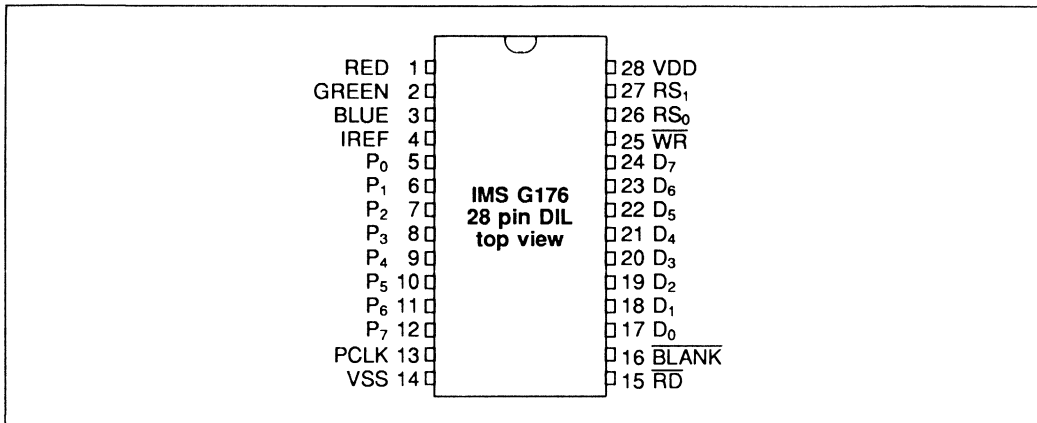 RED 1 28 VDD
GREEN 2 27 RS₁
BLUE 3 26 RS₀
IREF 4 25 W̅R̅
P₀ 5 24 D₇
P₁ 6 23 D₆
P₂ 7 22 D₅
P₃ 8 21 D₄
P₄ 9 20 D₃
P₅ 10 19 D₂
P₆ 11 18 D₁
P₇ 12 17 D₀
PCLK 13 16 B̅L̅A̅N̅K̅
VSS 14 15 R̅D̅
IMS G176
28 pin DIL
top view